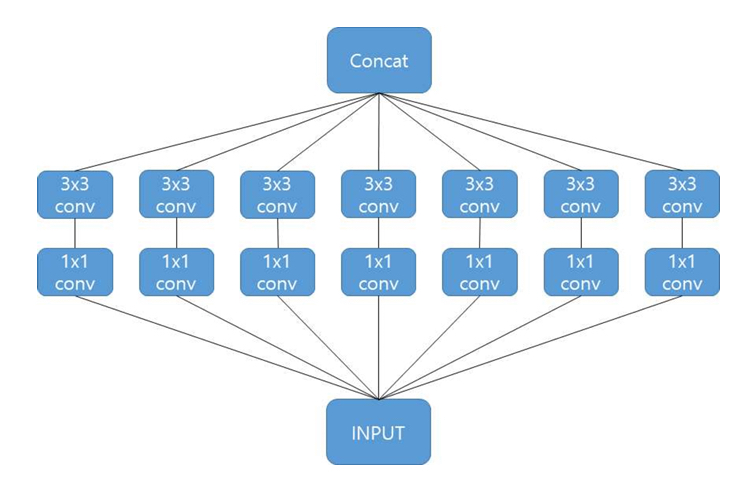 Concat
3x3 3x3 3x3 3x3 3x3 3x3 3x3
conv conv conv conv conv conv conv
1x1 1x1 1x1 1x1 1x1 1x1 1x1
conv conv conv conv conv conv conv
INPUT